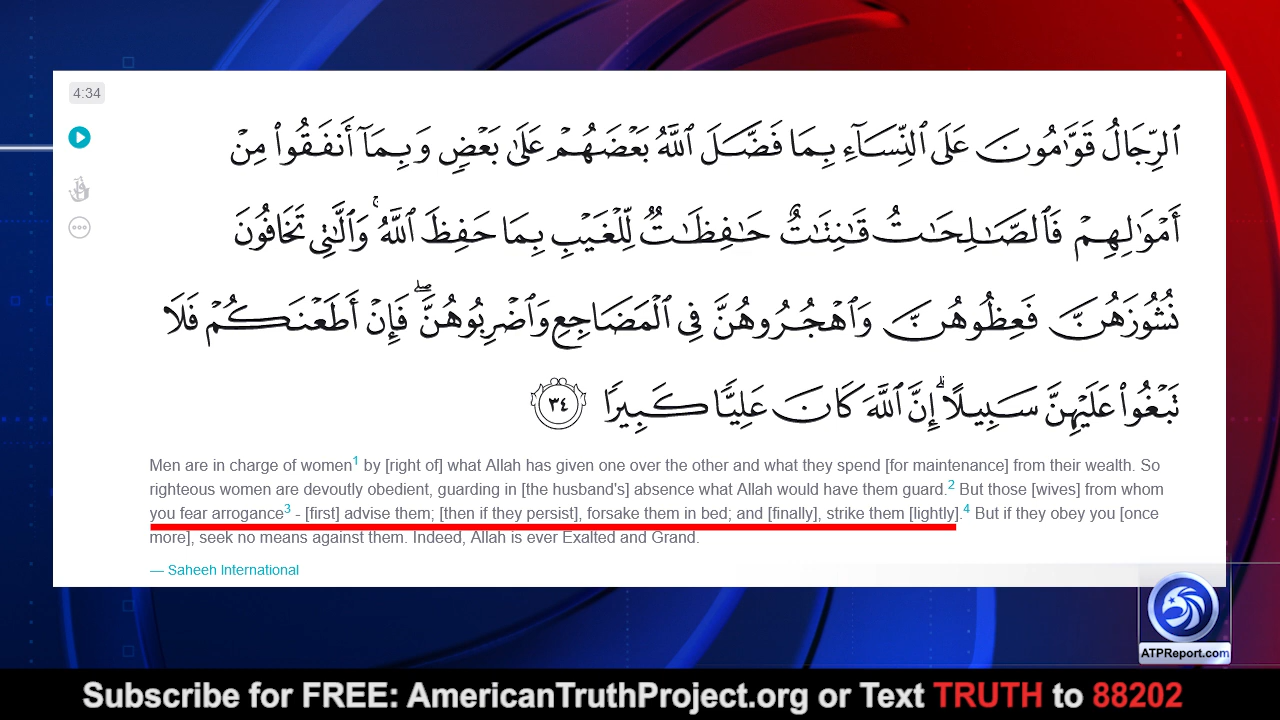 4:34
ٱلرِّجَالُ قَوَّٰمُونَ عَلَى ٱلنِّسَآءِ بِمَا فَضَّلَ ٱللَّهُ بَعْضَهُمْ عَلَىٰ بَعْضٍ وَبِمَآ أَنفَقُوا۟ مِنْ
أَمْوَٰلِهِمْ ۚ فَٱلصَّـٰلِحَـٰتُ قَـٰنِتَـٰتٌ حَـٰفِظَـٰتٌ لِّلْغَيْبِ بِمَا حَفِظَ ٱللَّهُ ۚ وَٱلَّـٰتِى تَخَافُونَ
نُشُوزَهُنَّ فَعِظُوهُنَّ وَٱهْجُرُوهُنَّ فِى ٱلْمَضَاجِعِ وَٱضْرِبُوهُنَّ ۖ فَإِنْ أَطَعْنَكُمْ فَلَا
تَبْغُوا۟ عَلَيْهِنَّ سَبِيلًا ۗ إِنَّ ٱللَّهَ كَانَ عَلِيًّا كَبِيرًا ٣٤
Men are in charge of women1 by [right of] what Allah has given one over the other and what they spend [for maintenance] from their wealth. So
righteous women are devoutly obedient, guarding in [the husband's] absence what Allah would have them guard.2 But those [wives] from whom
you fear arrogance3 - [first] advise them; [then if they persist], forsake them in bed; and [finally], strike them [lightly].4 But if they obey you [once
more], seek no means against them. Indeed, Allah is ever Exalted and Grand.
— Saheeh International
ATPReport.com
Subscribe for FREE: AmericanTruthProject.org or Text TRUTH to 88202